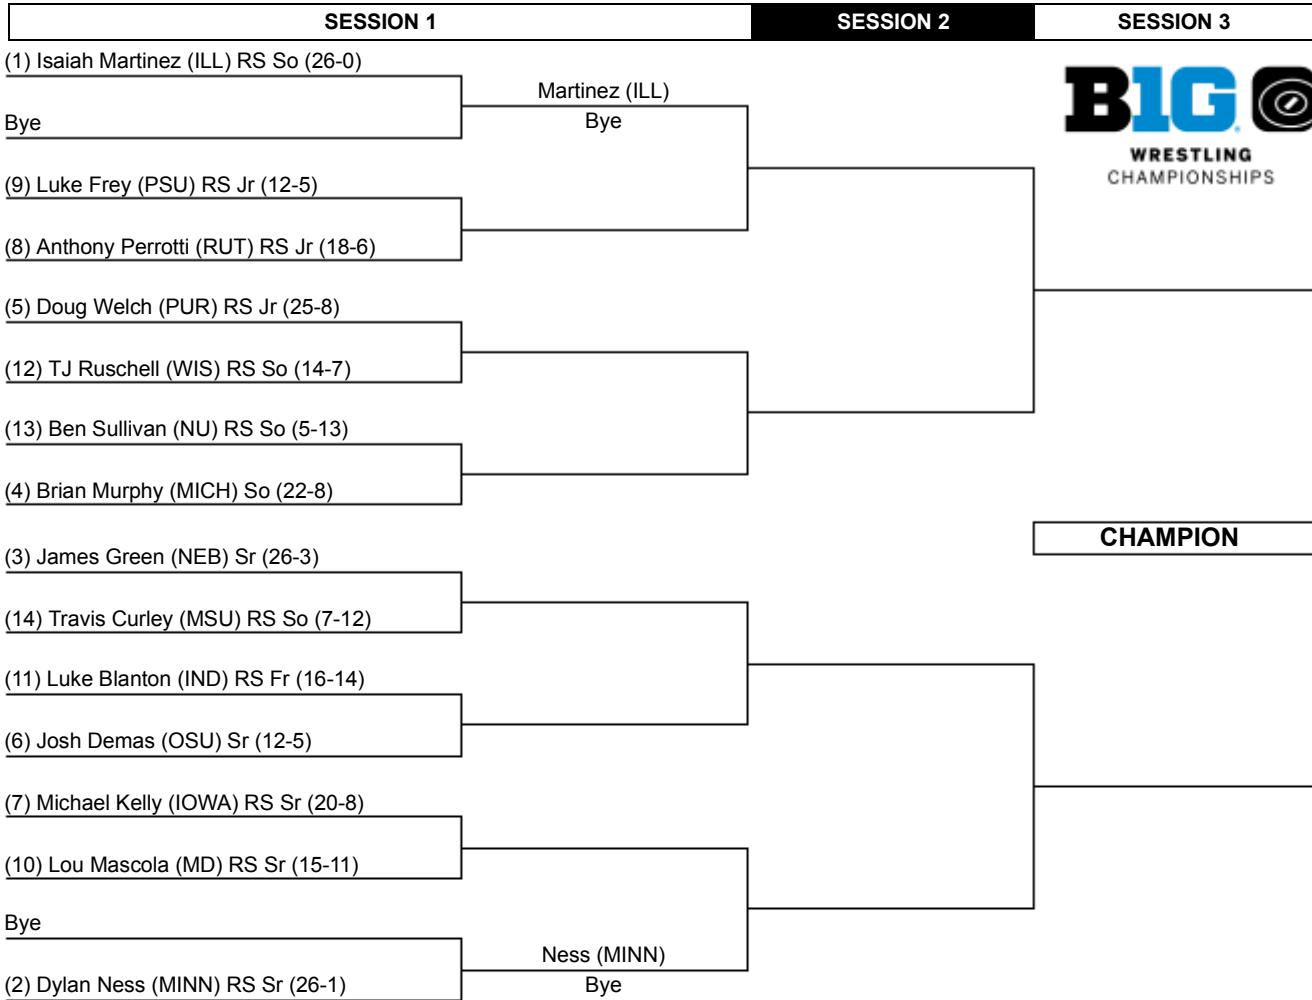 SESSION 1
SESSION 2
SESSION 3
(1) Isaiah Martinez (ILL) RS So (26-0)
Bye
Martinez (ILL)
Bye
(9) Luke Frey (PSU) RS Jr (12-5)
(8) Anthony Perrotti (RUT) RS Jr (18-6)
(5) Doug Welch (PUR) RS Jr (25-8)
(12) TJ Ruschell (WIS) RS So (14-7)
(13) Ben Sullivan (NU) RS So (5-13)
(4) Brian Murphy (MICH) So (22-8)
(3) James Green (NEB) Sr (26-3)
(14) Travis Curley (MSU) RS So (7-12)
(11) Luke Blanton (IND) RS Fr (16-14)
(6) Josh Demas (OSU) Sr (12-5)
(7) Michael Kelly (IOWA) RS Sr (20-8)
(10) Lou Mascola (MD) RS Sr (15-11)
Bye
(2) Dylan Ness (MINN) RS Sr (26-1)
Ness (MINN)
Bye
B1G
WRESTLING
CHAMPIONSHIPS
CHAMPION